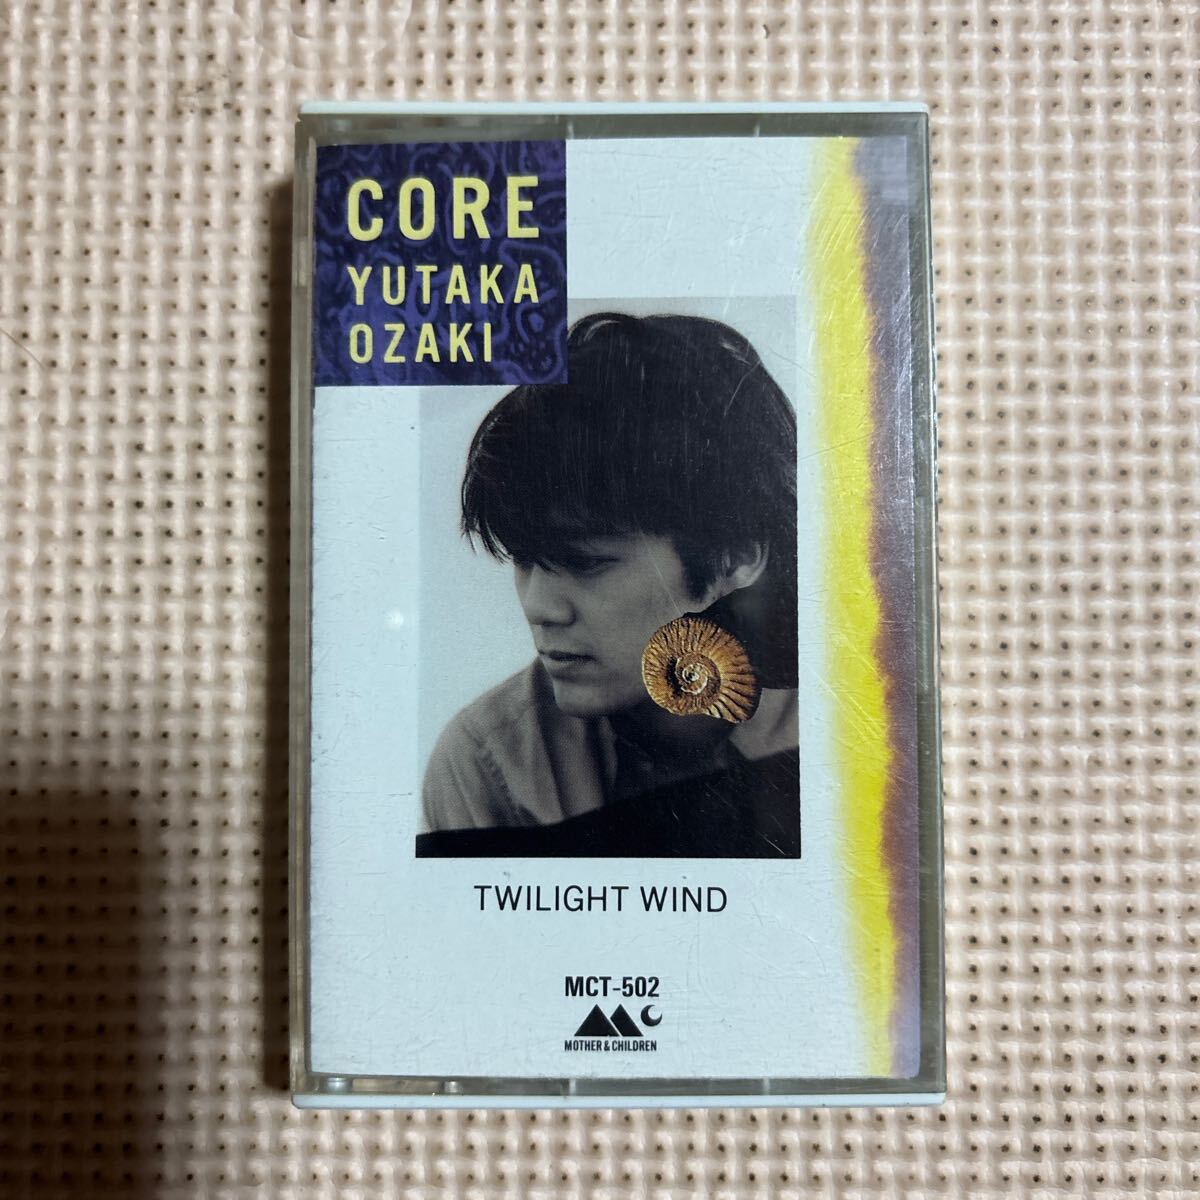 CORE
YUTAKA
OZAKI
TWILIGHT WIND
MCT-502
MOTHER & CHILDREN